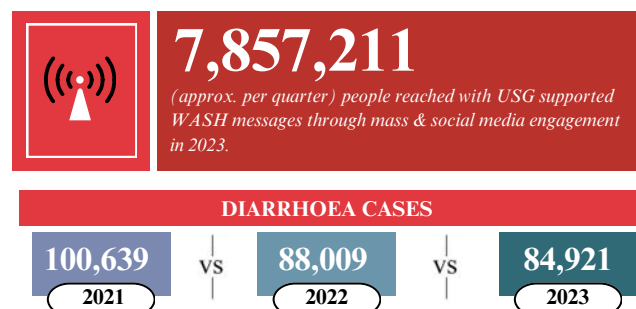 7,857,211
(approx. per quarter) people reached with USG supported
WASH messages through mass & social media engagement
in 2023.
DIARRHOEA CASES
100,639 VS 88,009 VS 84,921
2021 2022 2023